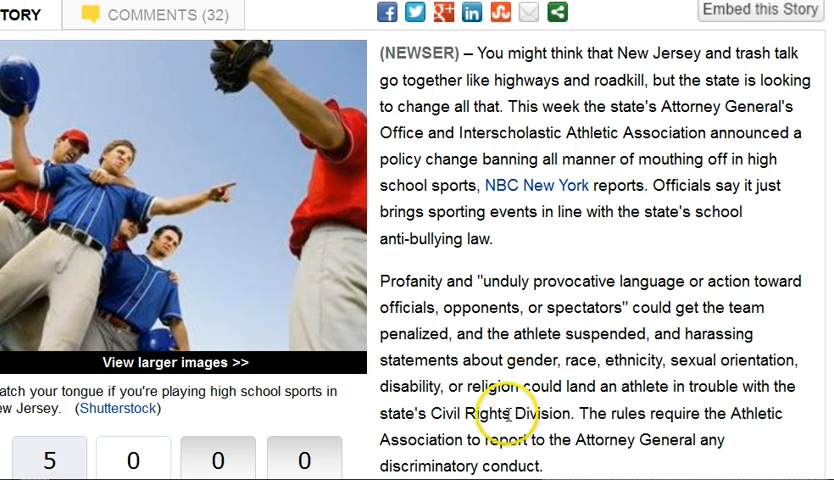 TORY
COMMENTS (32)
Embed this Story
(NEWSER) – You might think that New Jersey and trash talk
go together like highways and roadkill, but the state is looking
to change all that. This week the state's Attorney General's
Office and Interscholastic Athletic Association announced a
policy change banning all manner of mouthing off in high
school sports, NBC New York reports. Officials say it just
brings sporting events in line with the state's school
anti-bullying law.
Profanity and "unduly provocative language or action toward
officials, opponents, or spectators" could get the team
penalized, and the athlete suspended, and harassing
statements about gender, race, ethnicity, sexual orientation,
disability, or religion could land an athlete in trouble with the
state's Civil Rights Division. The rules require the Athletic
Association to report to the Attorney General any
discriminatory conduct.
View larger images >>
atch your tongue if you're playing high school sports in
ew Jersey. (Shutterstock)
5 0 0 0